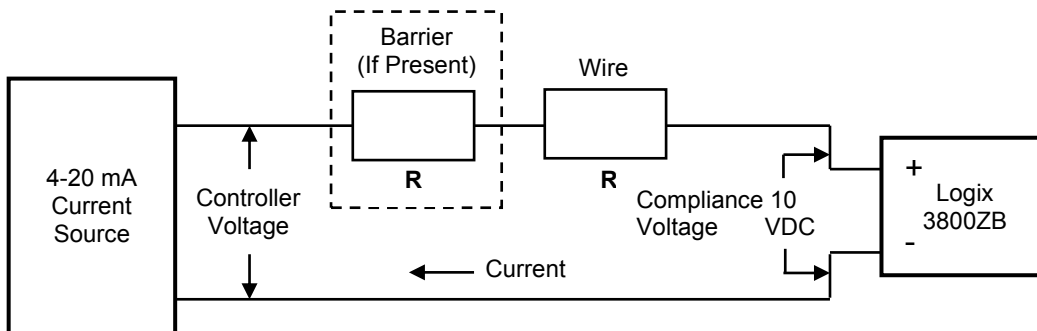 Barrier
(If Present)
Wire
4-20 mA
Current
Source
Controller
Voltage
R
R
Compliance 10
Voltage VDC
+
-
Logix
3800ZB
Current